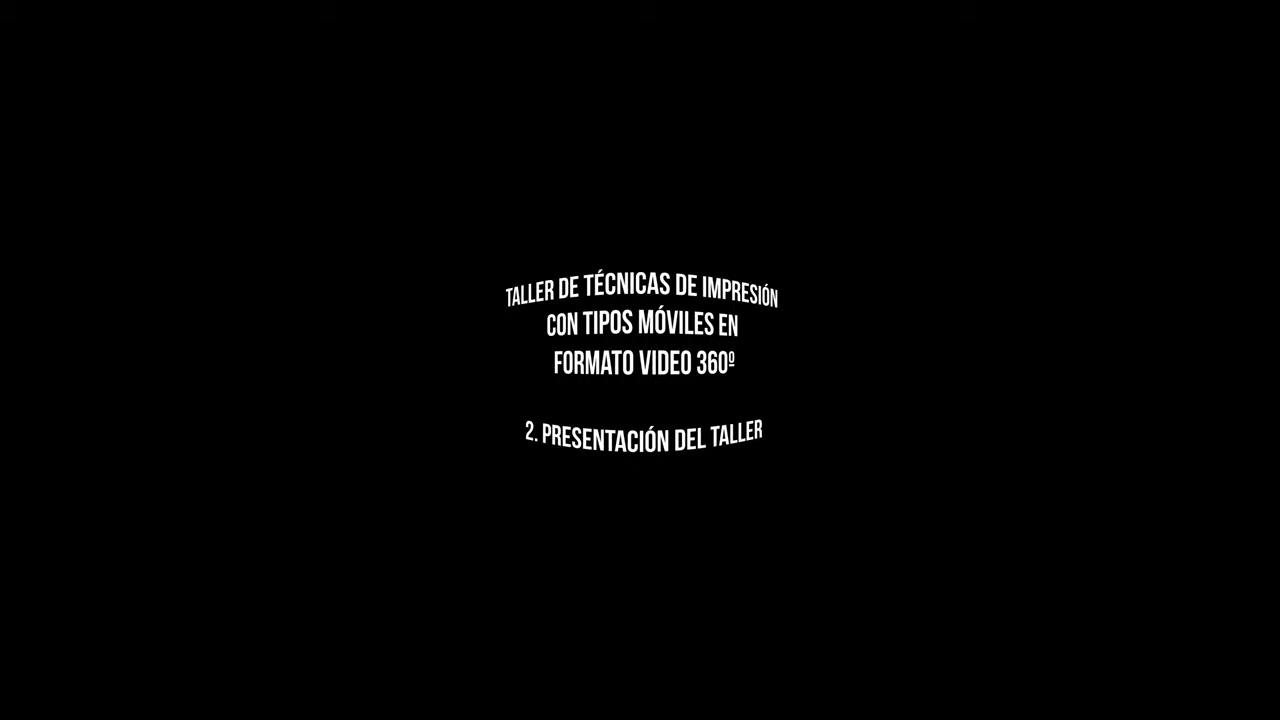 TALLER DE TÉCNICAS DE IMPRESIÓN
CON TIPOS MÓVILES EN
FORMATO VIDEO 360º
2. PRESENTACIÓN DEL TALLER